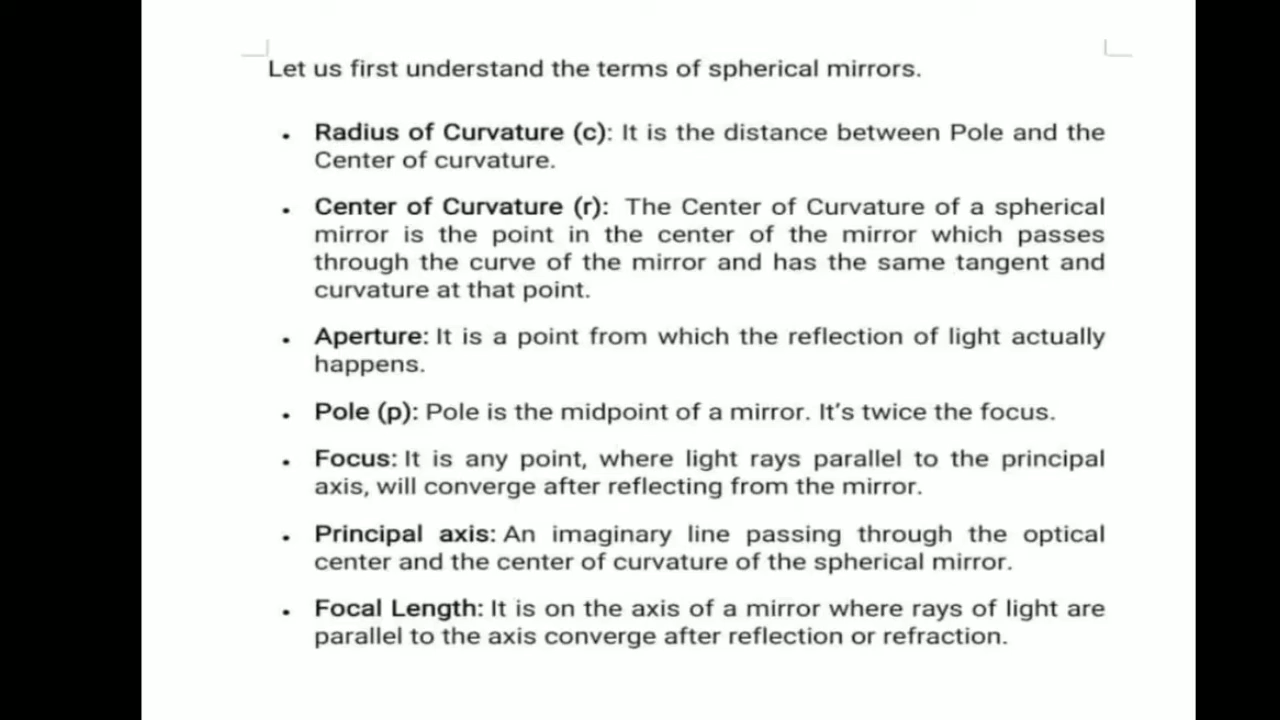 Let us first understand the terms of spherical mirrors.
• Radius of Curvature (c): It is the distance between Pole and the
Center of curvature.
• Center of Curvature (r): The Center of Curvature of a spherical
mirror is the point in the center of the mirror which passes
through the curve of the mirror and has the same tangent and
curvature at that point.
• Aperture: It is a point from which the reflection of light actually
happens.
• Pole (p): Pole is the midpoint of a mirror. It’s twice the focus.
• Focus: It is any point, where light rays parallel to the principal
axis, will converge after reflecting from the mirror.
• Principal axis: An imaginary line passing through the optical
center and the center of curvature of the spherical mirror.
• Focal Length: It is on the axis of a mirror where rays of light are
parallel to the axis converge after reflection or refraction.